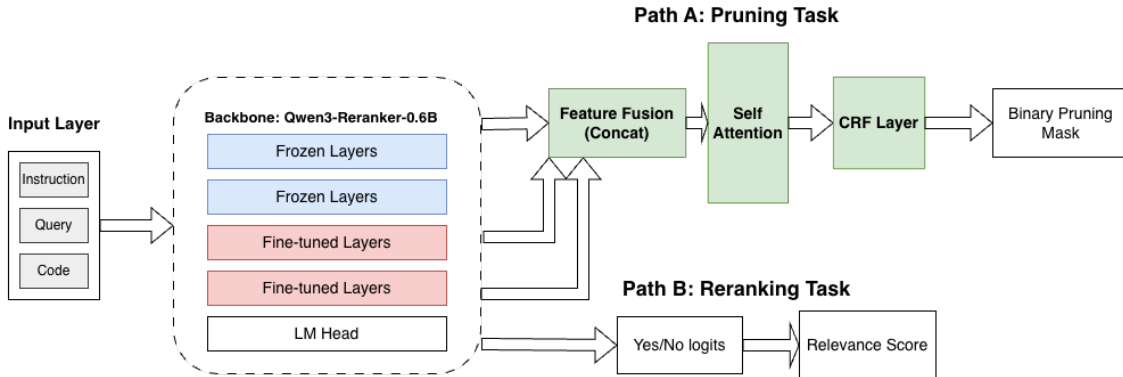 Path A: Pruning Task
Input Layer
Instruction
Query
Code
Backbone: Qwen3-Reranker-0.6B
Frozen Layers
Frozen Layers
Fine-tuned Layers
Fine-tuned Layers
LM Head
Feature Fusion
(Concat)
Self
Attention
CRF Layer
Binary Pruning
Mask
Path B: Reranking Task
Yes/No logits
Relevance Score